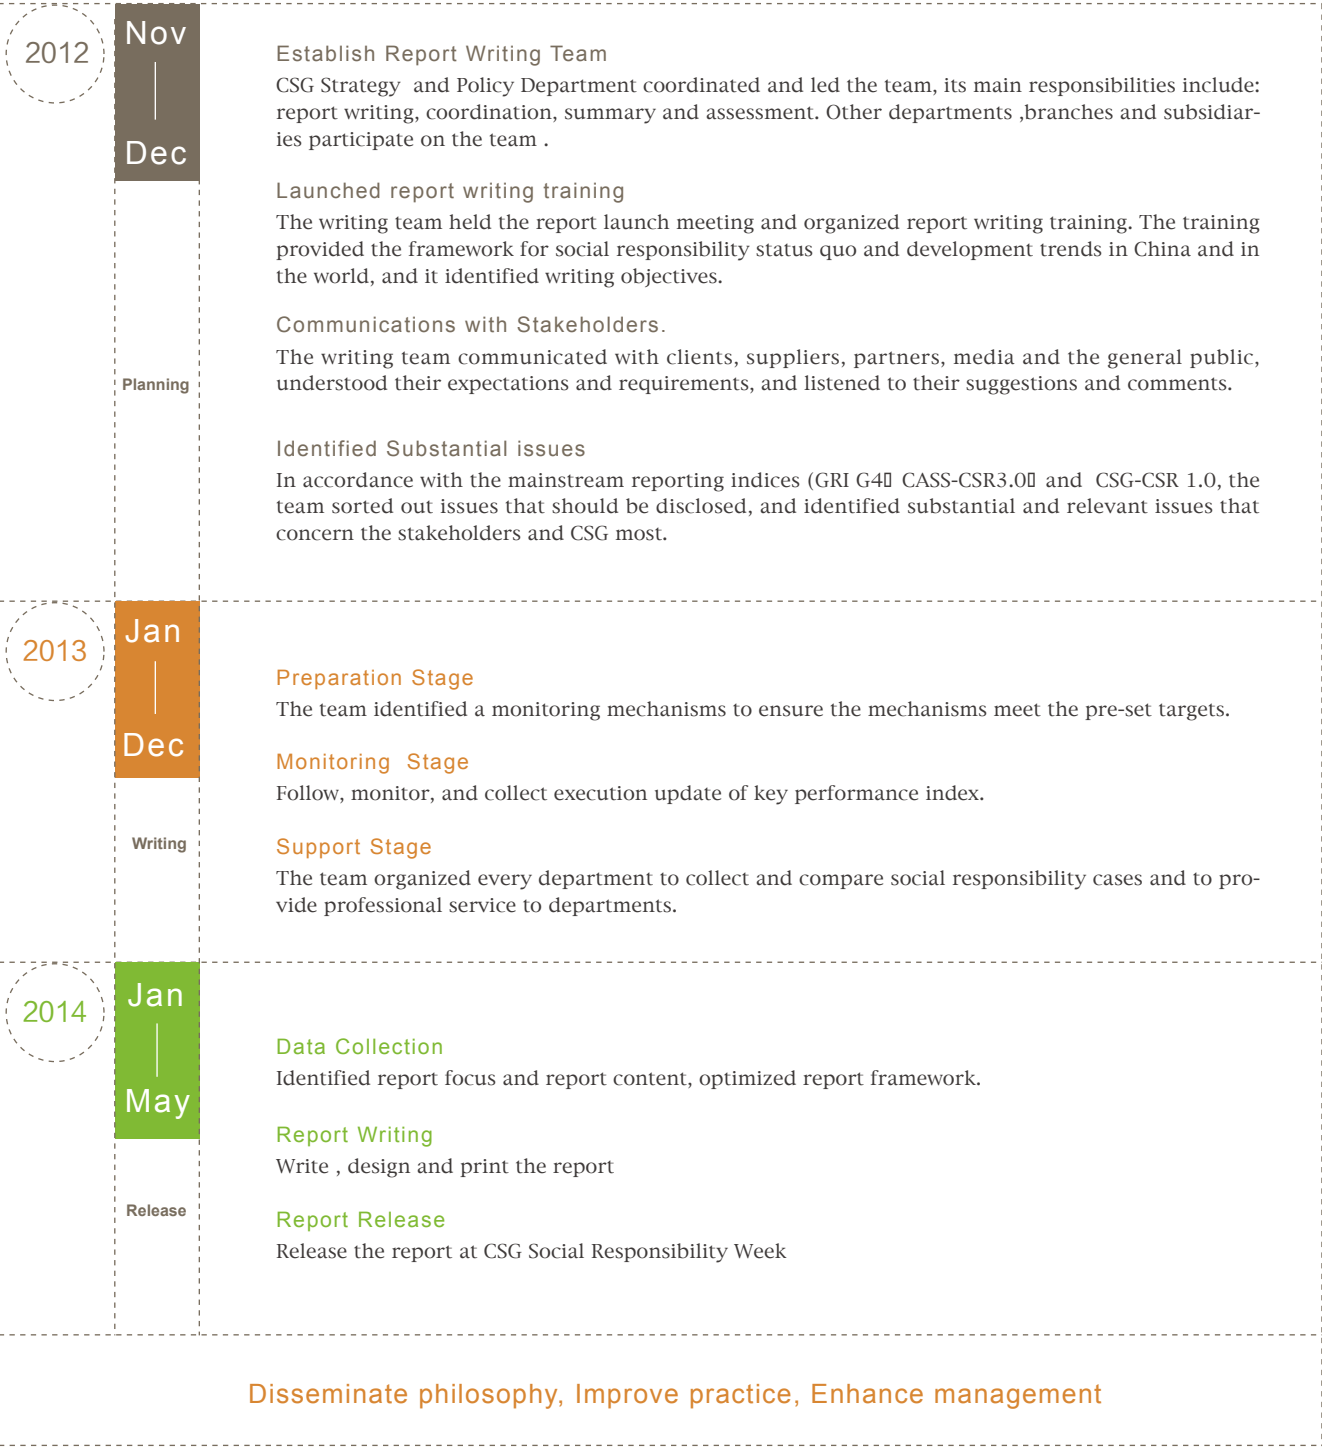 2012
Nov
Dec
Planning
Establish Report Writing Team
CSG Strategy and Policy Department coordinated and led the team, its main responsibilities include:
report writing, coordination, summary and assessment. Other departments ,branches and subsidiar-
ies participate on the team .
Launched report writing training
The writing team held the report launch meeting and organized report writing training. The training
provided the framework for social responsibility status quo and development trends in China and in
the world, and it identified writing objectives.
Communications with Stakeholders.
The writing team communicated with clients, suppliers, partners, media and the general public,
understood their expectations and requirements, and listened to their suggestions and comments.
Identified Substantial issues
In accordance with the mainstream reporting indices (GRI G4▯ CASS-CSR3.0▯ and CSG-CSR 1.0, the
team sorted out issues that should be disclosed, and identified substantial and relevant issues that
concern the stakeholders and CSG most.
2013
Jan
Dec
Writing
Preparation Stage
The team identified a monitoring mechanisms to ensure the mechanisms meet the pre-set targets.
Monitoring Stage
Follow, monitor, and collect execution update of key performance index.
Support Stage
The team organized every department to collect and compare social responsibility cases and to pro-
vide professional service to departments.
2014
Jan
May
Release
Data Collection
Identified report focus and report content, optimized report framework.
Report Writing
Write , design and print the report
Report Release
Release the report at CSG Social Responsibility Week
Disseminate philosophy, Improve practice, Enhance management